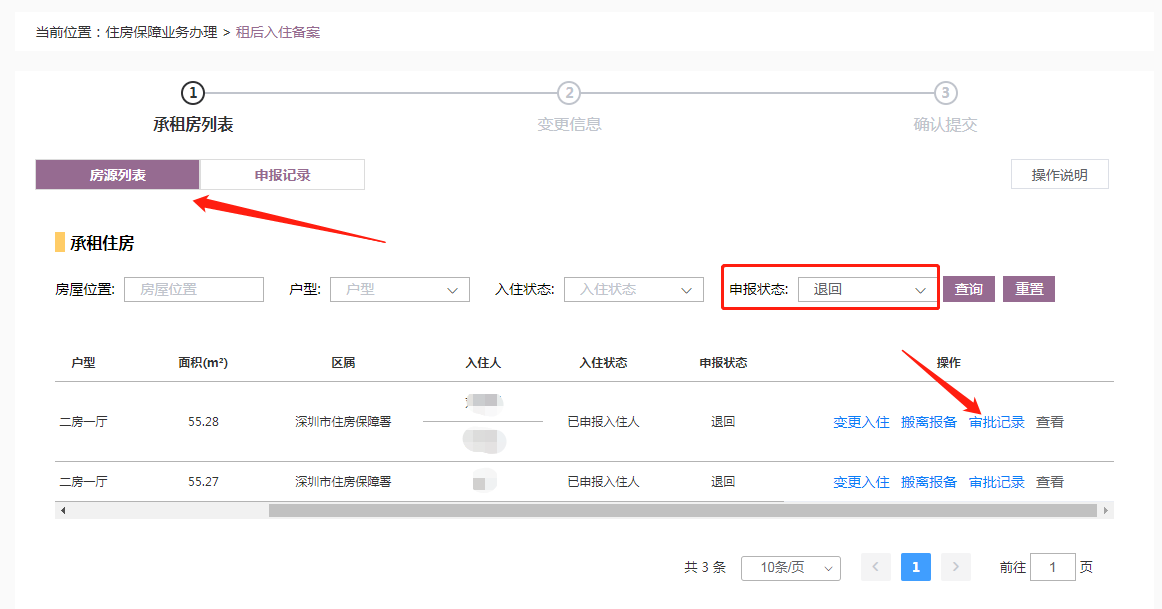 当前位置：住房保障业务办理 > 租后入住备案
1 2 3
承租房列表 变更信息 确认提交
房源列表 申报记录 操作说明
承租住房
房屋位置: 房屋位置 户型: 户型 入住状态: 入住状态 申报状态: 退回 查询 重置
户型 面积(m²) 区属 入住人 入住状态 申报状态 操作
二房一厅 55.28 深圳市住房保障署 已申报入住人 退回 变更入住 搬离报备 审批记录 查看
二房一厅 55.27 深圳市住房保障署 已申报入住人 退回 变更入住 搬离报备 审批记录 查看
共 3 条 10条/页 < 1 > 前往 1 页